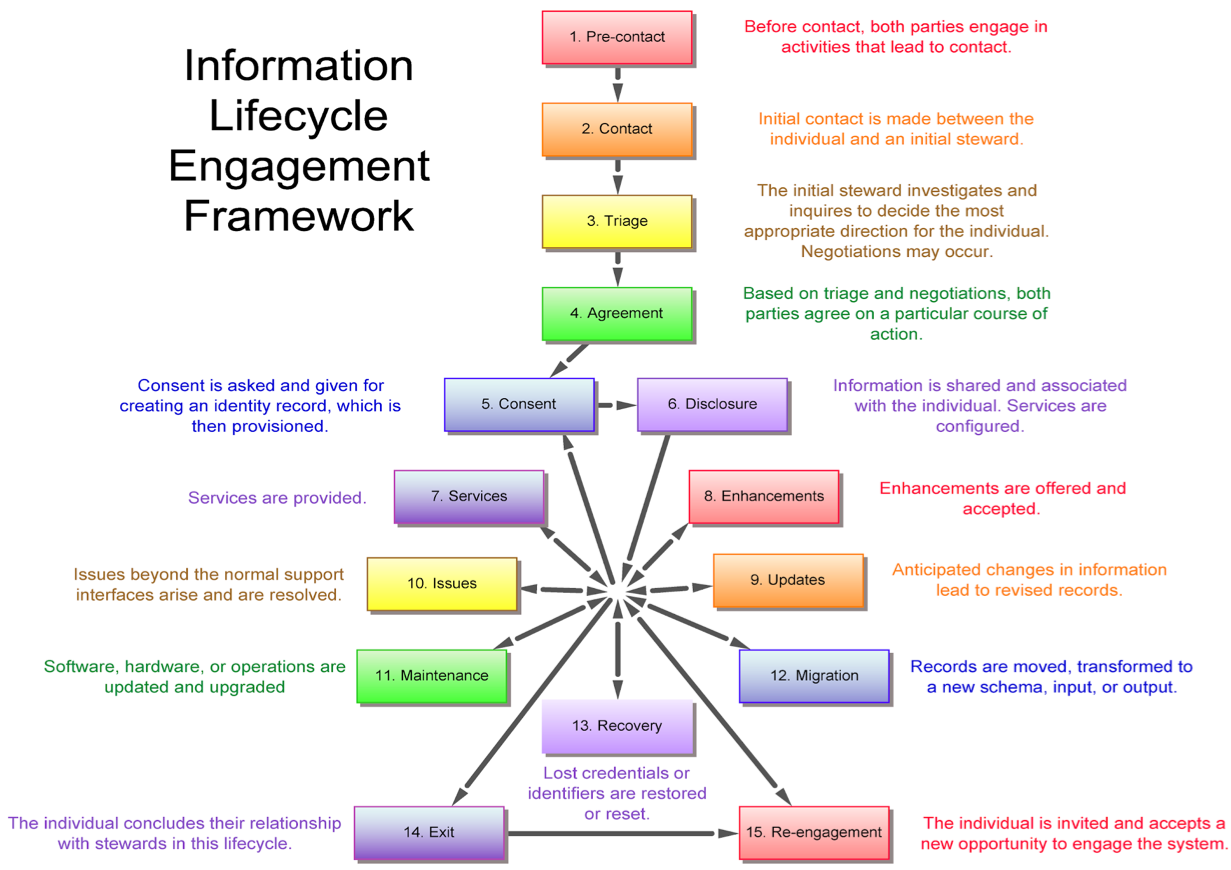 Information
Lifecycle
Engagement
Framework
1. Pre-contact
Before contact, both parties engage in
activities that lead to contact.
2. Contact
Initial contact is made between the
individual and an initial steward.
3. Triage
The initial steward investigates and
inquires to decide the most
appropriate direction for the individual.
Negotiations may occur.
4. Agreement
Based on triage and negotiations, both
parties agree on a particular course of
action.
Consent is asked and given for
creating an identity record, which is
then provisioned.
5. Consent
6. Disclosure
Information is shared and associated
with the individual. Services are
configured.
Services are provided.
7. Services
8. Enhancements
Enhancements are offered and
accepted.
Issues beyond the normal support
interfaces arise and are resolved.
10. Issues
9. Updates
Anticipated changes in information
lead to revised records.
Software, hardware, or operations are
updated and upgraded
11. Maintenance
12. Migration
Records are moved, transformed to
a new schema, input, or output.
13. Recovery
Lost credentials or
identifiers are restored
or reset.
The individual concludes their relationship
with stewards in this lifecycle.
14. Exit
15. Re-engagement
The individual is invited and accepts a
new opportunity to engage the system.